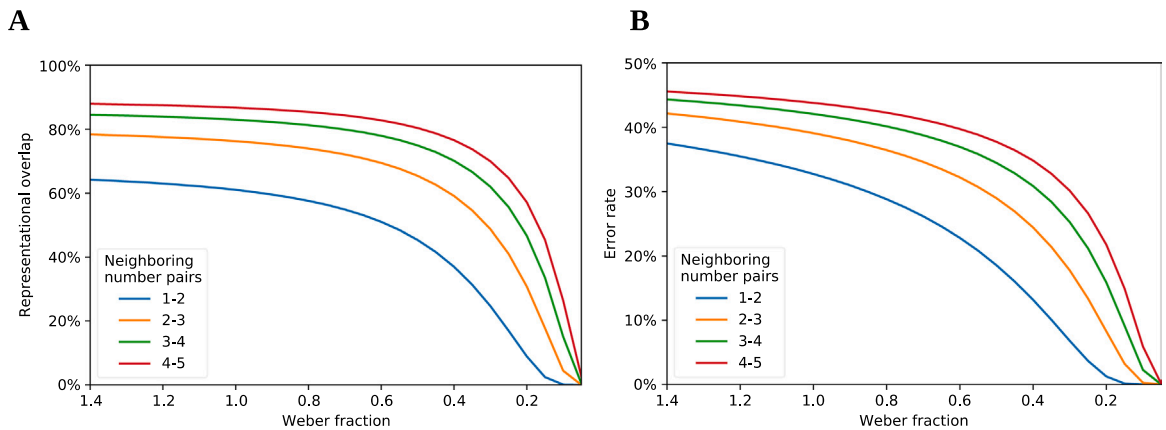 A
100%
80%
60%
40%
20%
0%
Representational overlap
Neighboring
number pairs
1-2
2-3
3-4
4-5
1.4 1.2 1.0 0.8 0.6 0.4 0.2
Weber fraction
B
50%
40%
30%
20%
10%
0%
Error rate
Neighboring
number pairs
1-2
2-3
3-4
4-5
1.4 1.2 1.0 0.8 0.6 0.4 0.2
Weber fraction